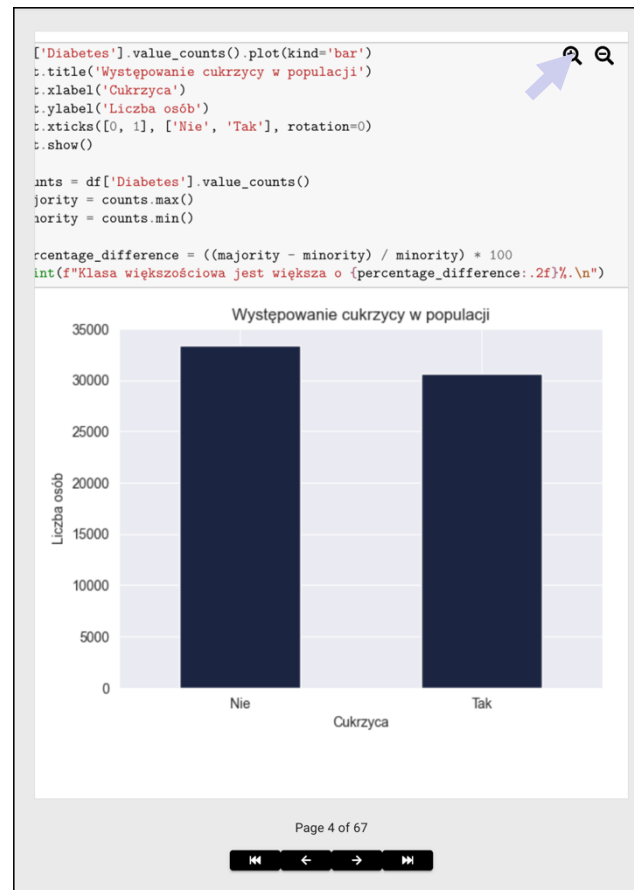 ['Diabetes'].value_counts().plot(kind='bar')
t.title('Występowanie cukrzycy w populacji')
t.xlabel('Cukrzyca')
t.ylabel('Liczba osób')
t.xticks([0, 1], ['Nie', 'Tak'], rotation=0)
t.show()
unts = df['Diabetes'].value_counts()
jority = counts.max()
nority = counts.min()
rcentage_difference = ((majority - minority) / minority) * 100
int(f"Klasa większościowa jest większa o {percentage_difference:.2f}%.\n")
Występowanie cukrzycy w populacji
35000
30000
25000
20000
15000
10000
5000
0
Liczba osób
Nie Tak
Cukrzyca
Page 4 of 67